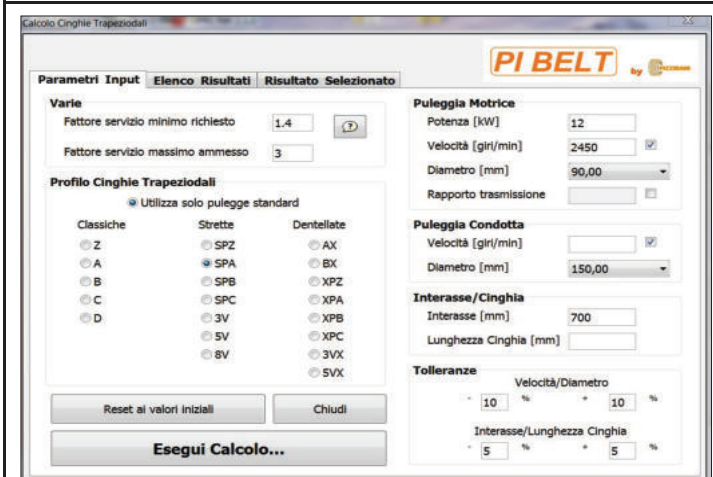 Calcolo Cinghie Trapezoidali
PI BELT by
Parametri Input Elenco Risultati Risultato Selezionato
Varie
Fattore servizio minimo richiesto 1.4
Fattore servizio massimo ammesso 3
Profilo Cinghie Trapeziodali
Utilizza solo pulegge standard
Classiche Strette Dentellate
Z SPZ AX
A SPA BX
B SPB XPZ
C SPC XPA
D 3V XPB
5V XPC
8V 3VX
5VX
Reset ai valori iniziali Chiudi
Esegui Calcolo...
Puleggia Motrice
Potenza [kW] 12
Velocità [giri/min] 2450
Diametro [mm] 90,00
Rapporto trasmissione
Puleggia Condotta
Velocità [giri/min]
Diametro [mm] 150,00
Interasse/Cinghia
Interasse [mm] 700
Lunghezza Cinghia [mm]
Tolleranze
Velocità/Diametro
- 10 % + 10 %
Interasse/Lunghezza Cinghia
- 5 % + 5 %